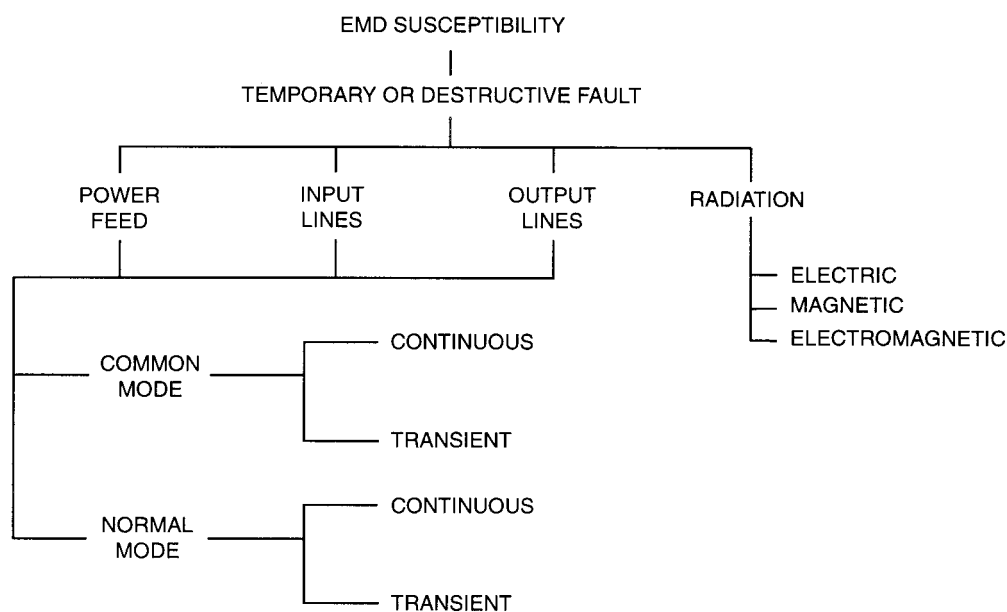 EMD SUSCEPTIBILITY
TEMPORARY OR DESTRUCTIVE FAULT
POWER
FEED
INPUT
LINES
OUTPUT
LINES
RADIATION
ELECTRIC
MAGNETIC
ELECTROMAGNETIC
COMMON
MODE
CONTINUOUS
TRANSIENT
NORMAL
MODE
CONTINUOUS
TRANSIENT